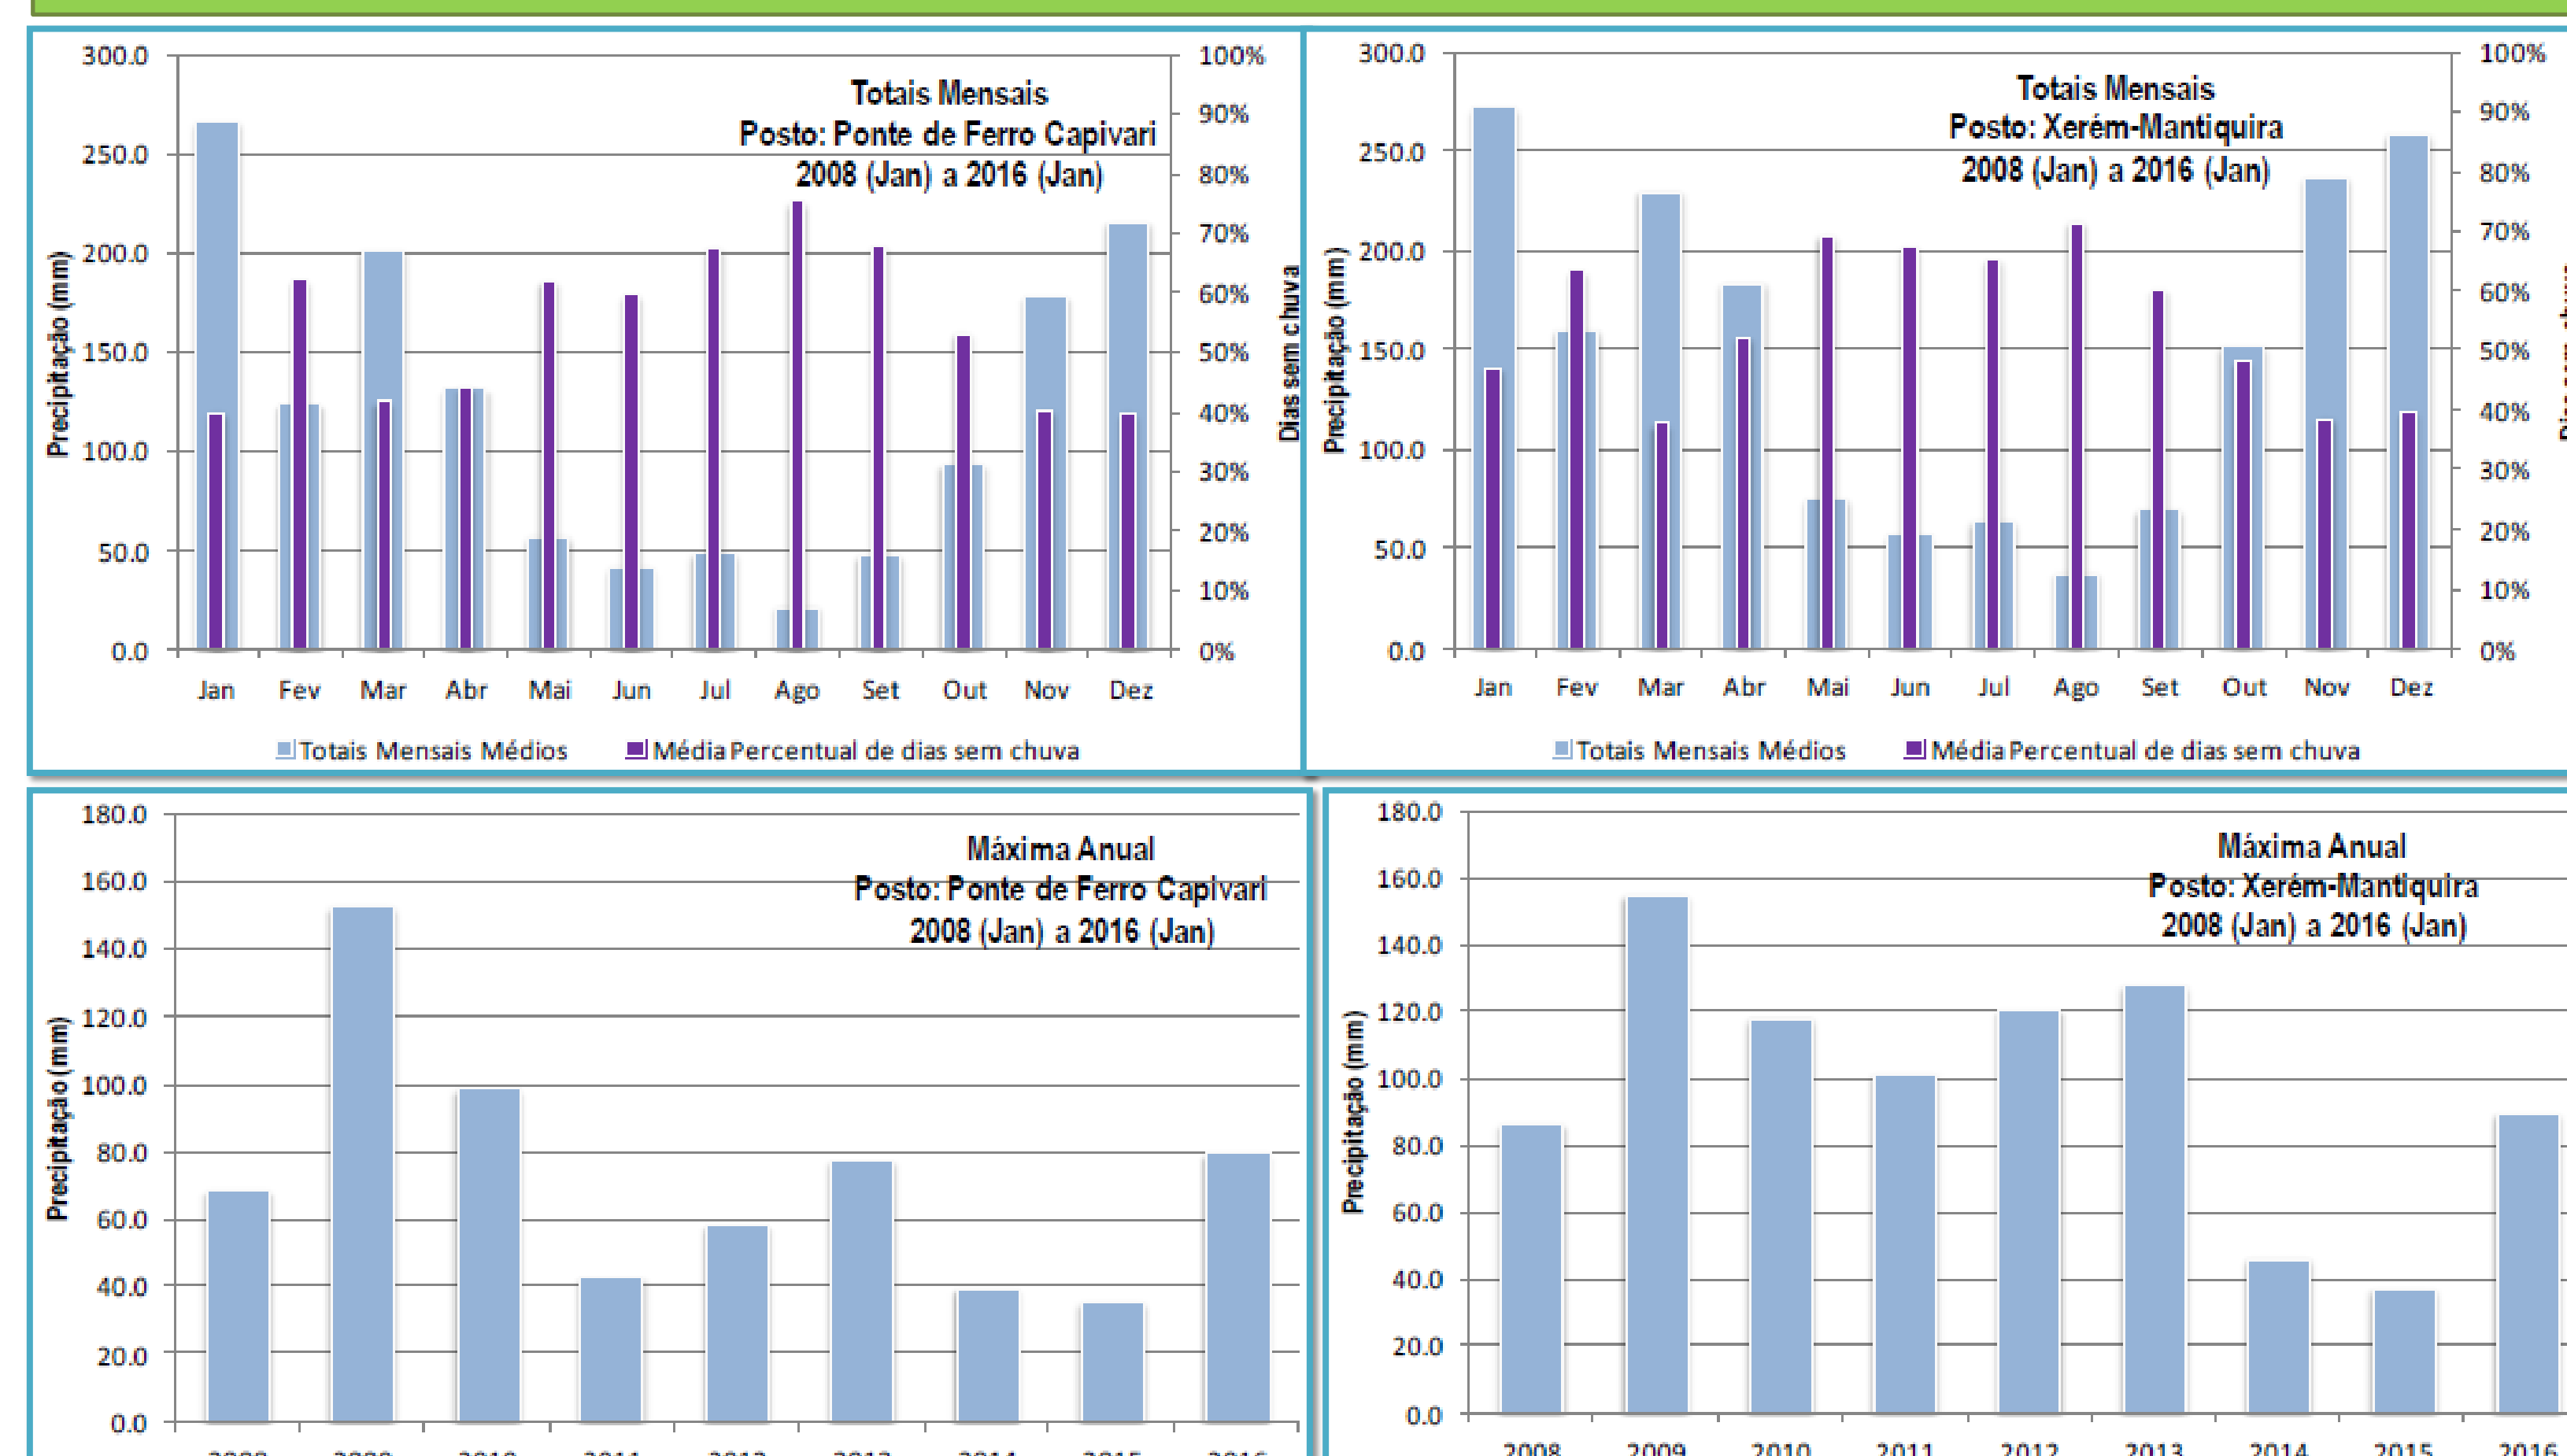 300.0
250.0
200.0
150.0
100.0
50.0
0.0
Precipitação (mm)
Totais Mensais
Posto: Ponte de Ferro Capivari
2008 (Jan) a 2016 (Jan)
100%
90%
80%
70%
60%
50%
40%
30%
20%
10%
0%
Dias sem chuva
Jan Fev Mar Abr Mai Jun Jul Ago Set Out Nov Dez
Totais Mensais Médios Média Percentual de dias sem chuva
300.0
250.0
200.0
150.0
100.0
50.0
0.0
Precipitação (mm)
Totais Mensais
Posto: Xerém-Mantiquira
2008 (Jan) a 2016 (Jan)
100%
90%
80%
70%
60%
50%
40%
30%
20%
10%
0%
Jan Fev Mar Abr Mai Jun Jul Ago Set Out Nov Dez
Totais Mensais Médios Média Percentual de dias sem chuva
180.0
160.0
140.0
120.0
100.0
80.0
60.0
40.0
20.0
0.0
Precipitação (mm)
Máxima Anual
Posto: Ponte de Ferro Capivari
2008 (Jan) a 2016 (Jan)
2008 2009 2010 2011 2012 2013 2014 2015 2016
180.0
160.0
140.0
120.0
100.0
80.0
60.0
40.0
20.0
0.0
Precipitação (mm)
Máxima Anual
Posto: Xerém-Mantiquira
2008 (Jan) a 2016 (Jan)
2008 2009 2010 2011 2012 2013 2014 2015 2016